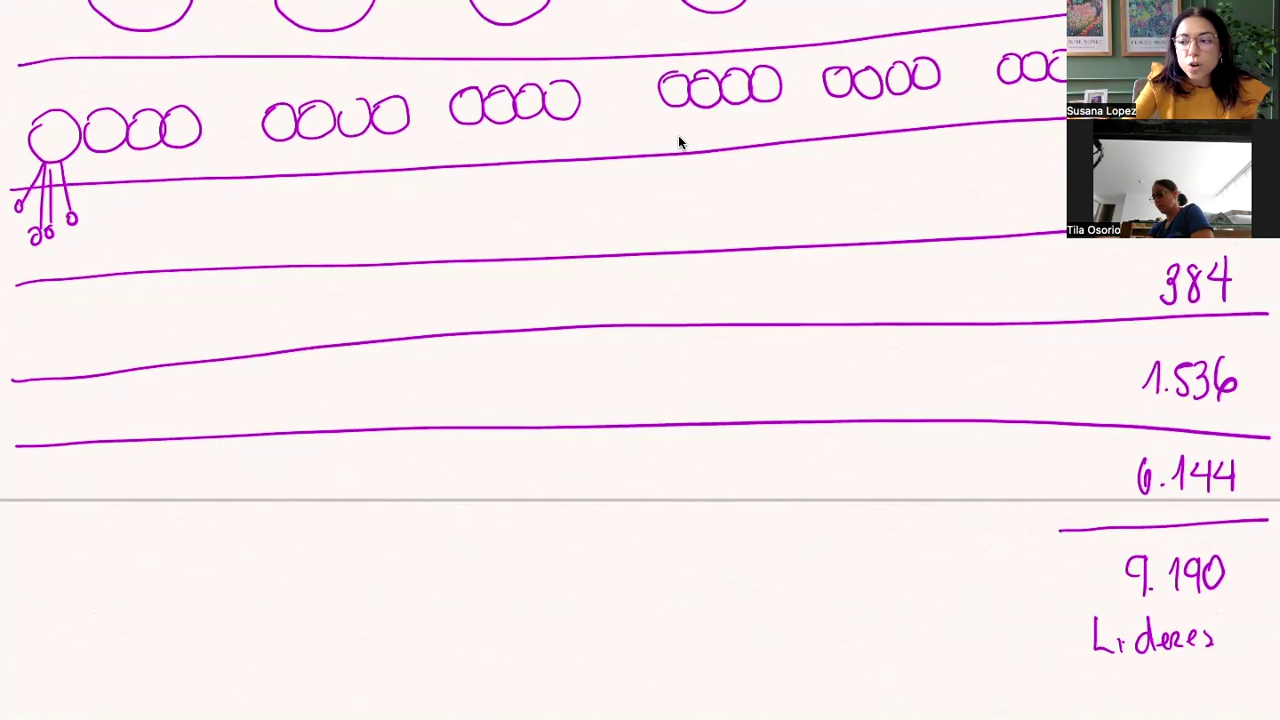 Susana Lopez
Tila Osorio
384
1.536
6.144
9.190
Lideres